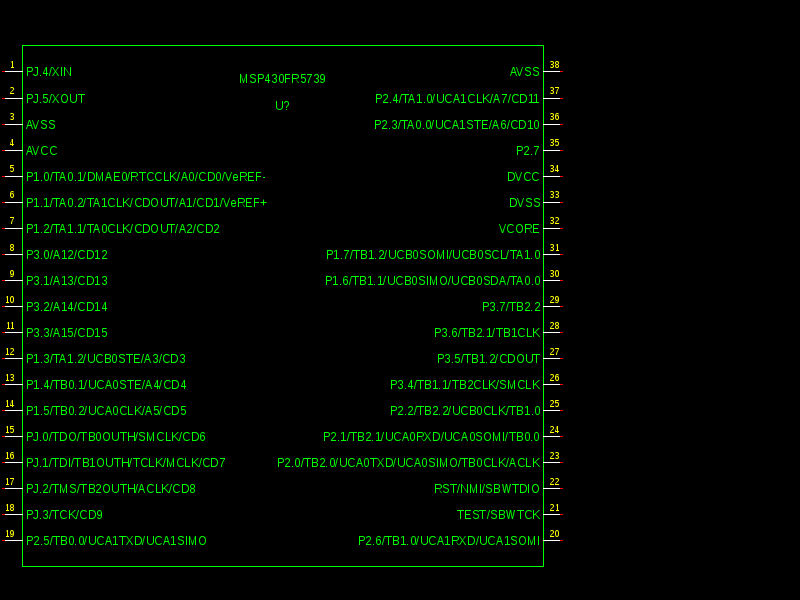 MSP430FR5739
U?
1 PJ.4/XIN
2 PJ.5/XOUT
3 AVSS
4 AVCC
5 P1.0/TA0.1/DMAE0/RTCCLK/A0/CD0/VeREF-
6 P1.1/TA0.2/TA1CLK/CDOUT/A1/CD1/VeREF+
7 P1.2/TA1.1/TA0CLK/CDOUT/A2/CD2
8 P3.0/A12/CD12
9 P3.1/A13/CD13
10 P3.2/A14/CD14
11 P3.3/A15/CD15
12 P1.3/TA1.2/UCB0STE/A3/CD3
13 P1.4/TB0.1/UCA0STE/A4/CD4
14 P1.5/TB0.2/UCA0CLK/A5/CD5
15 PJ.0/TDO/TB0OUTH/SMCLK/CD6
16 PJ.1/TDI/TB1OUTH/TCLK/MCLK/CD7
17 PJ.2/TMS/TB2OUTH/ACLK/CD8
18 PJ.3/TCK/CD9
19 P2.5/TB0.0/UCA1TXD/UCA1SIMO
AVSS 38
P2.4/TA1.0/UCA1CLK/A7/CD11 37
P2.3/TA0.0/UCA1STE/A6/CD10 36
P2.7 35
DVCC 34
DVSS 33
VCORE 32
P1.7/TB1.2/UCB0SOMI/UCB0SCL/TA1.0 31
P1.6/TB1.1/UCB0SIMO/UCB0SDA/TA0.0 30
P3.7/TB2.2 29
P3.6/TB2.1/TB1CLK 28
P3.5/TB1.2/CDOUT 27
P3.4/TB1.1/TB2CLK/SMCLK 26
P2.2/TB2.2/UCB0CLK/TB1.0 25
P2.1/TB2.1/UCA0RXD/UCA0SOMI/TB0.0 24
P2.0/TB2.0/UCA0TXD/UCA0SIMO/TB0CLK/ACLK 23
RST/NMI/SBWTDIO 22
TEST/SBWTCK 21
P2.6/TB1.0/UCA1RXD/UCA1SOMI 20